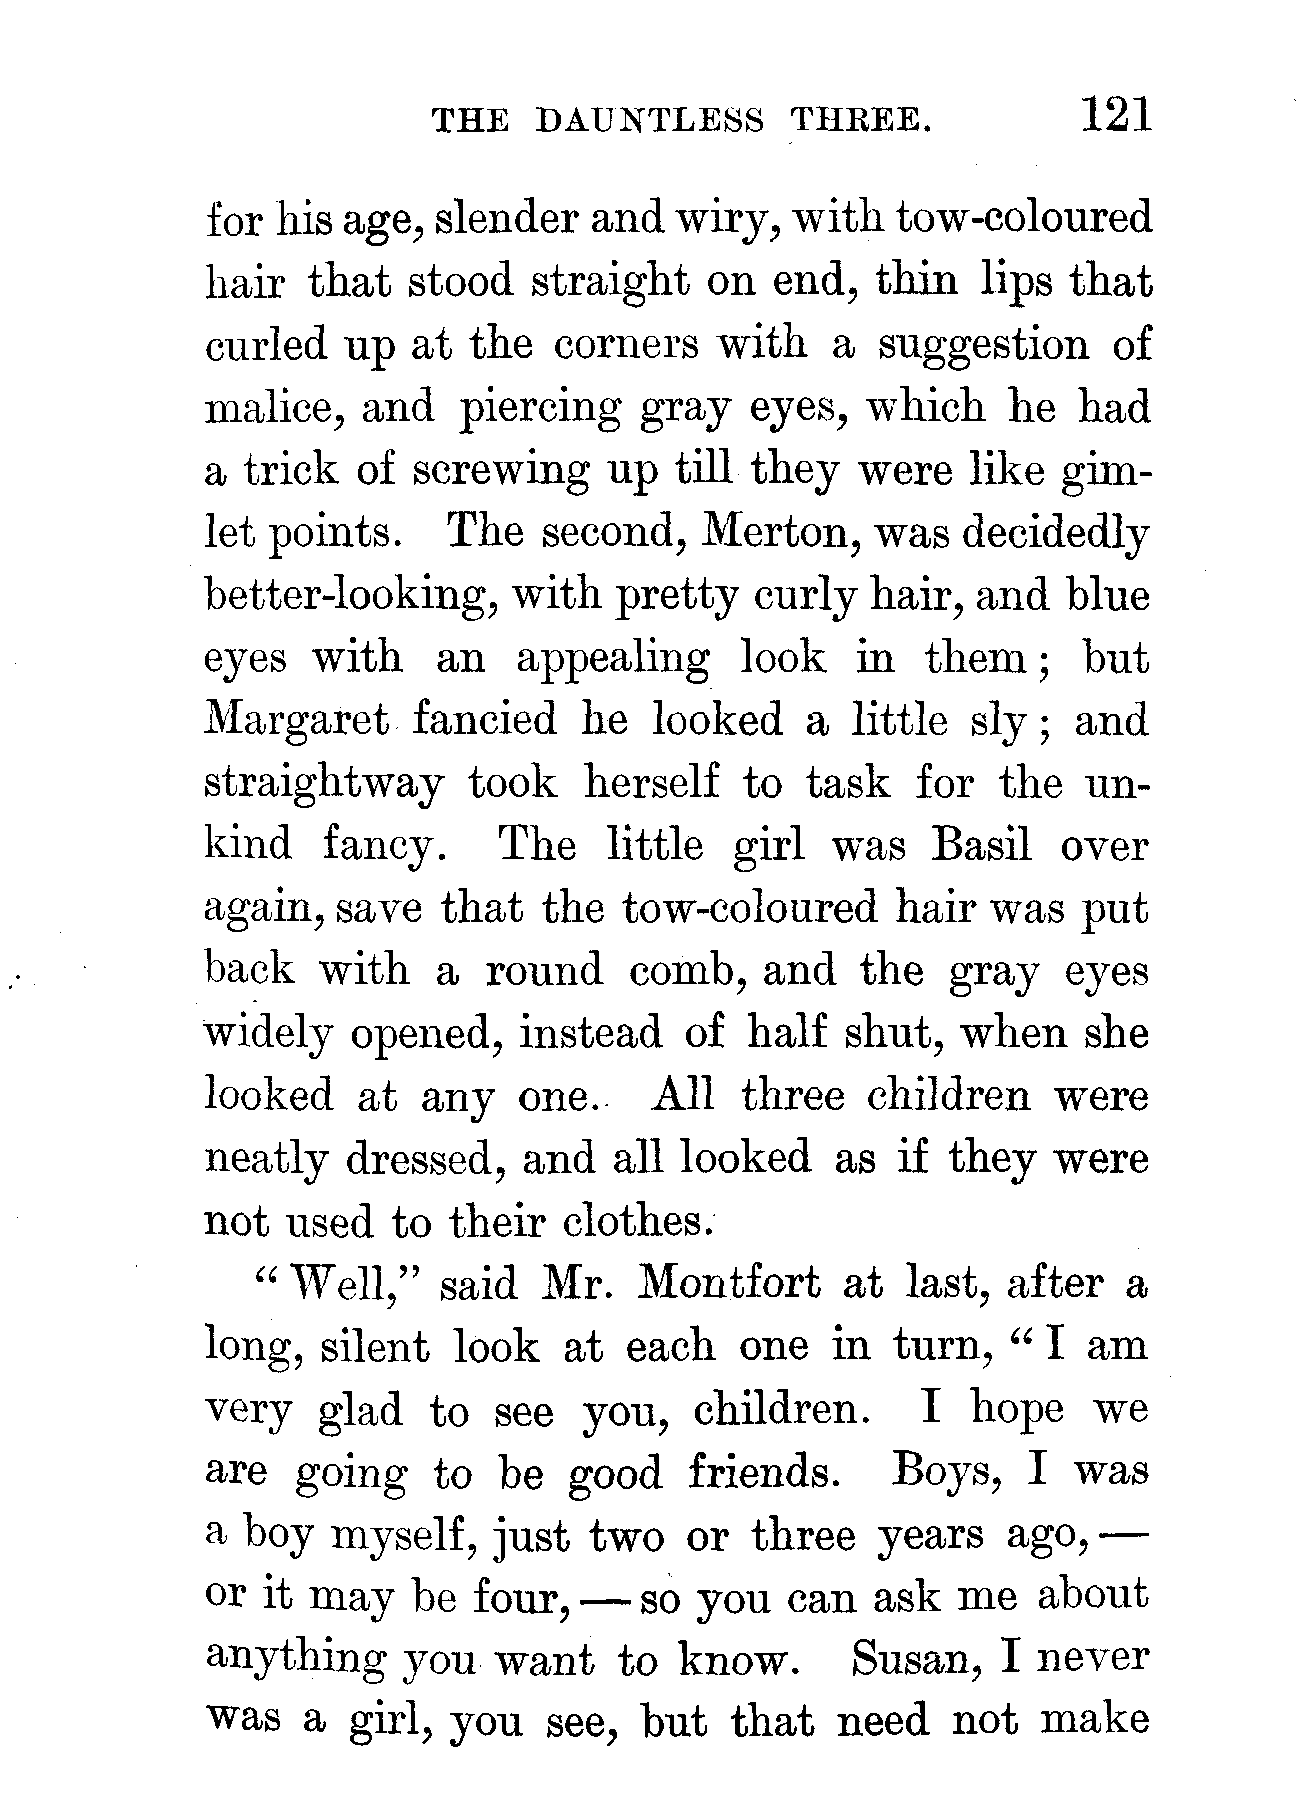 THE DAUNTLESS THREE. 121
for his age, slender and wiry, with tow-coloured
hair that stood straight on end, thin lips that
curled up at the corners with a suggestion of
malice, and piercing gray eyes, which he had
a trick of screwing up till they were like gim-
let points. The second, Merton, was decidedly
better-looking, with pretty curly hair, and blue
eyes with an appealing look in them; but
Margaret fancied he looked a little sly; and
straightway took herself to task for the un-
kind fancy. The little girl was Basil over
again, save that the tow-coloured hair was put
back with a round comb, and the gray eyes
widely opened, instead of half shut, when she
looked at any one. All three children were
neatly dressed, and all looked as if they were
not used to their clothes.
"Well," said Mr. Montfort at last, after a
long, silent look at each one in turn, "I am
very glad to see you, children. I hope we
are going to be good friends. Boys, I was
a boy myself, just two or three years ago,—
or it may be four,—so you can ask me about
anything you want to know. Susan, I never
was a girl, you see, but that need not make